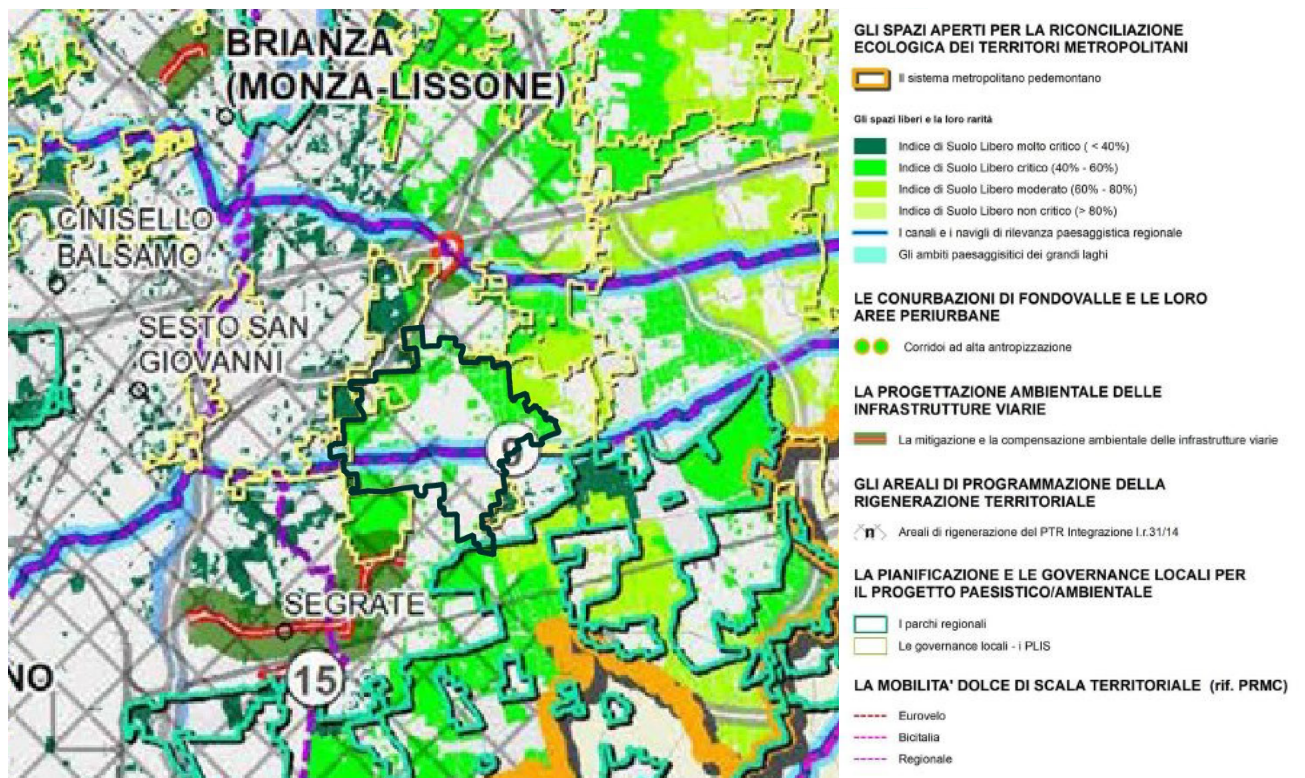 BRIANZA
(MONZA-LISSONE)
CINISELLO
BALSAMO
SESTO SAN
GIOVANNI
SEGRATE
NO
15
GLI SPAZI APERTI PER LA RICONCILIAZIONE
ECOLOGICA DEI TERRITORI METROPOLITANI
Il sistema metropolitano pedemontano
Gli spazi liberi e la loro rarità
Indice di Suolo Libero molto critico ( < 40%)
Indice di Suolo Libero critico (40% - 60%)
Indice di Suolo Libero moderato (60% - 80%)
Indice di Suolo Libero non critico (> 80%)
I canali e i navigli di rilevanza paesaggistica regionale
Gli ambiti paesaggisitici dei grandi laghi
LE CONURBAZIONI DI FONDOVALLE E LE LORO
AREE PERIURBANE
Corridoi ad alta antropizzazione
LA PROGETTAZIONE AMBIENTALE DELLE
INFRASTRUTTURE VIARIE
La mitigazione e la compensazione ambientale delle infrastrutture viarie
GLI AREALI DI PROGRAMMAZIONE DELLA
RIGENERAZIONE TERRITORIALE
n Areali di rigenerazione del PTR Integrazione l.r.31/14
LA PIANIFICAZIONE E LE GOVERNANCE LOCALI PER
IL PROGETTO PAESISTICO/AMBIENTALE
I parchi regionali
Le governance locali - i PLIS
LA MOBILITA' DOLCE DI SCALA TERRITORIALE (rif. PRMC)
Eurovelo
Bicitalia
Regionale